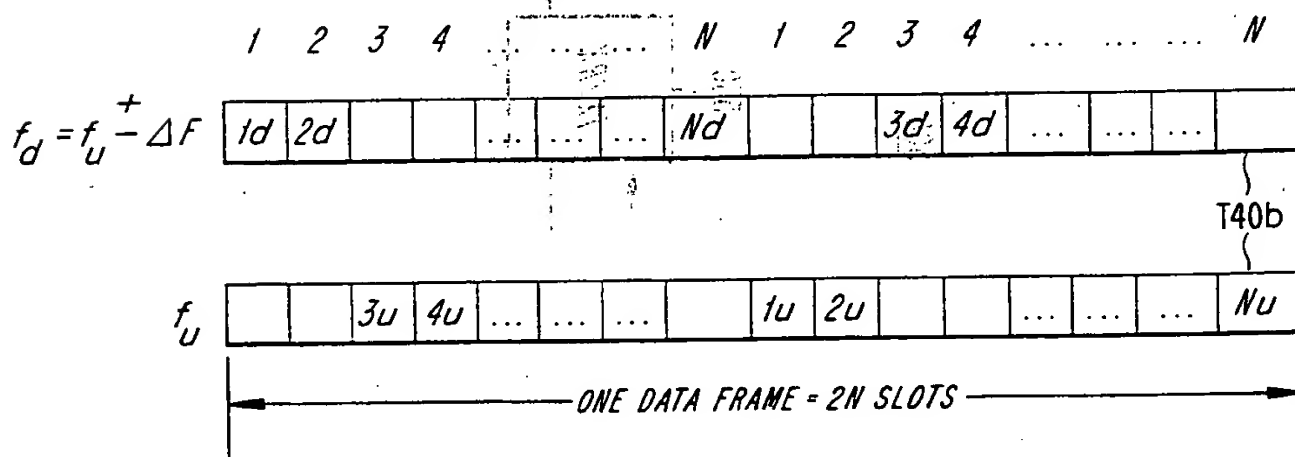 1 2 3 4 ... ... ... N 1 2 3 4 ... ... ... N
f_d = f_u ± ΔF 1d 2d ... ... ... Nd 3d 4d ... ... ...
T40b
f_u 3u 4u ... ... ... 1u 2u ... ... ... Nu
ONE DATA FRAME = 2N SLOTS